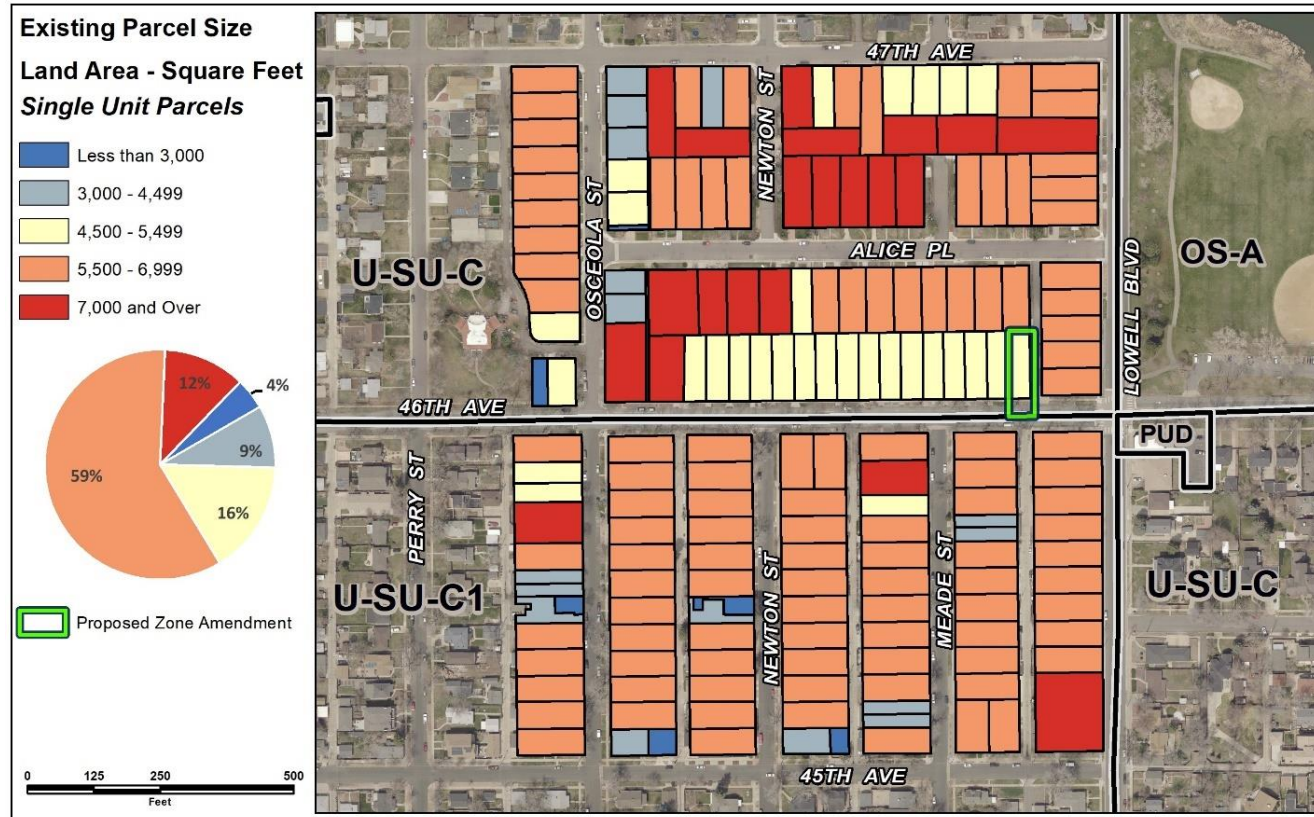 Existing Parcel Size
Land Area - Square Feet
Single Unit Parcels
Less than 3,000
3,000 - 4,499
4,500 - 5,499
5,500 - 6,999
7,000 and Over
12%
4%
9%
59%
16%
Proposed Zone Amendment
0 125 250 500
Feet
47TH AVE
NEWTON ST
OSCEOLA ST
ALICE PL
U-SU-C
OS-A
LOWELL BLVD
46TH AVE
PUD
PERRY ST
NEWTON ST
MEADE ST
U-SU-C1
U-SU-C
45TH AVE